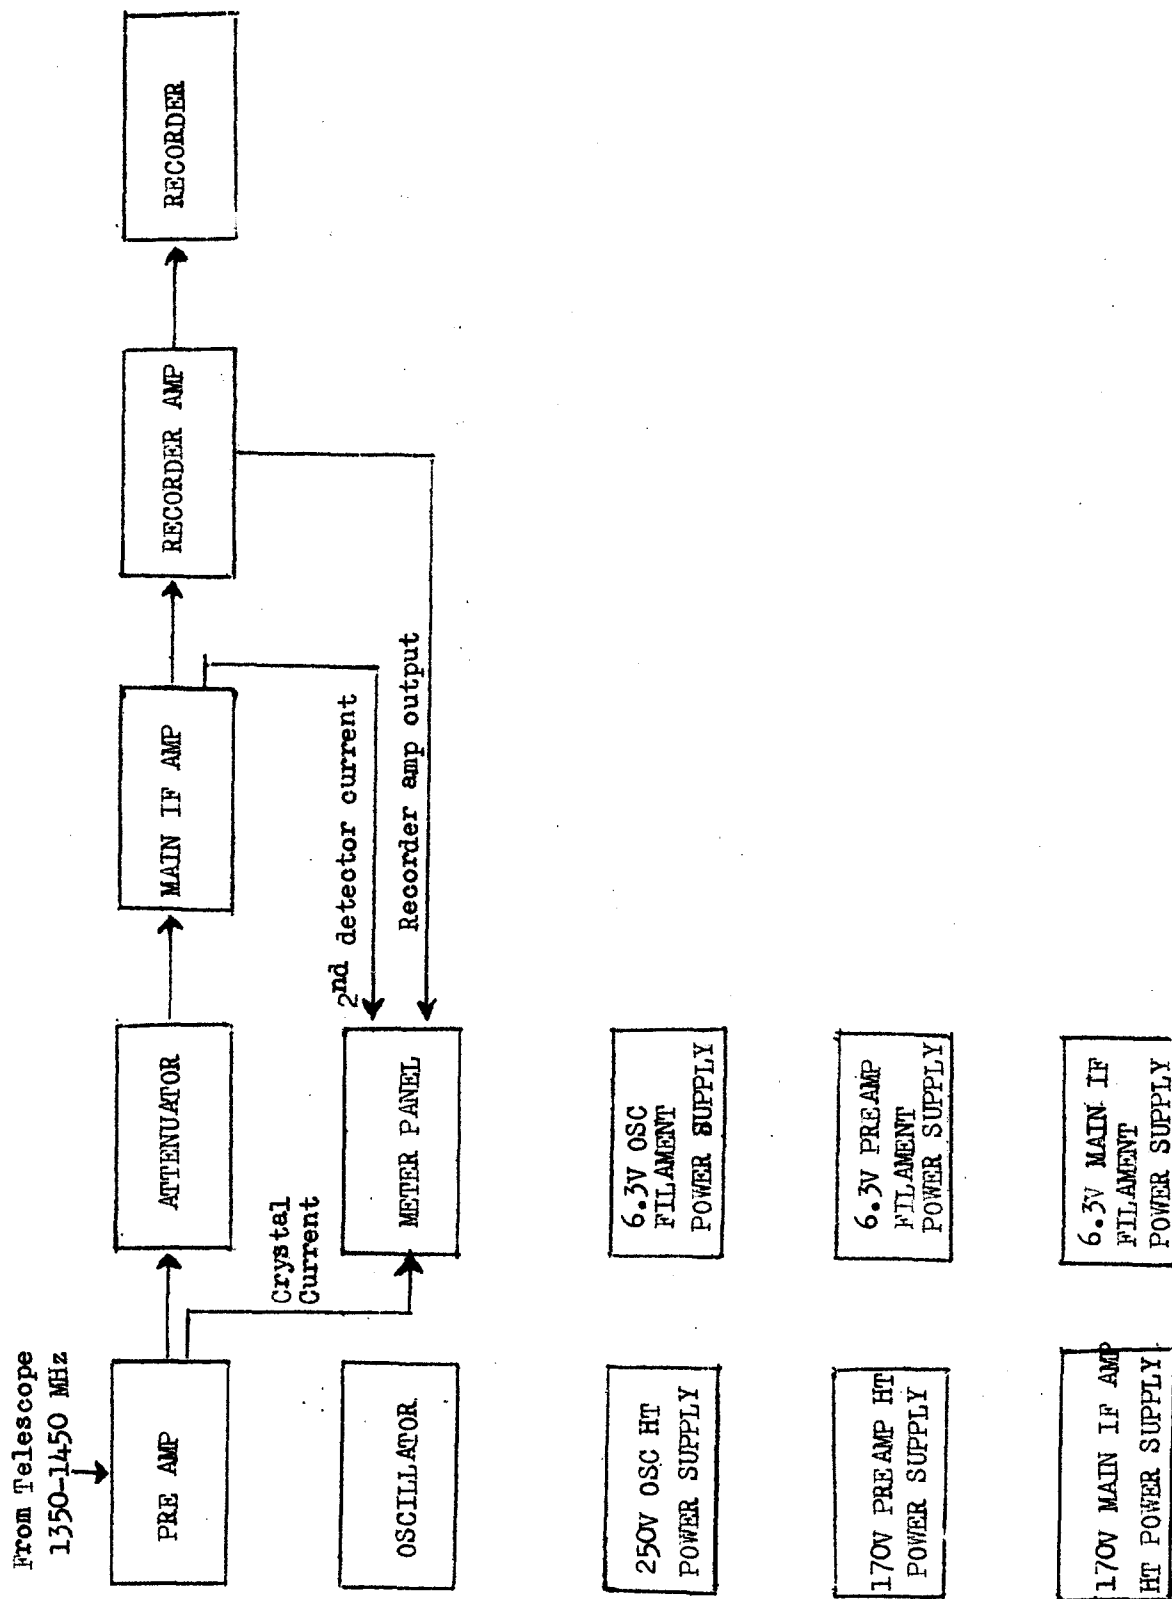 From Telescope
1350-1450 MHz
PRE AMP
ATTENUATOR
MAIN IF AMP
RECORDER AMP
RECORDER
Crystal
Current
2nd detector current
Recorder amp output
OSCILLATOR
METER PANEL
250V OSC HT
POWER SUPPLY
6.3V OSC
FILAMENT
POWER SUPPLY
170V PREAMP HT
POWER SUPPLY
6.3V PREAMP
FILAMENT
POWER SUPPLY
170V MAIN IF AMP
HT POWER SUPPLY
6.3V MAIN IF
FILAMENT
POWER SUPPLY